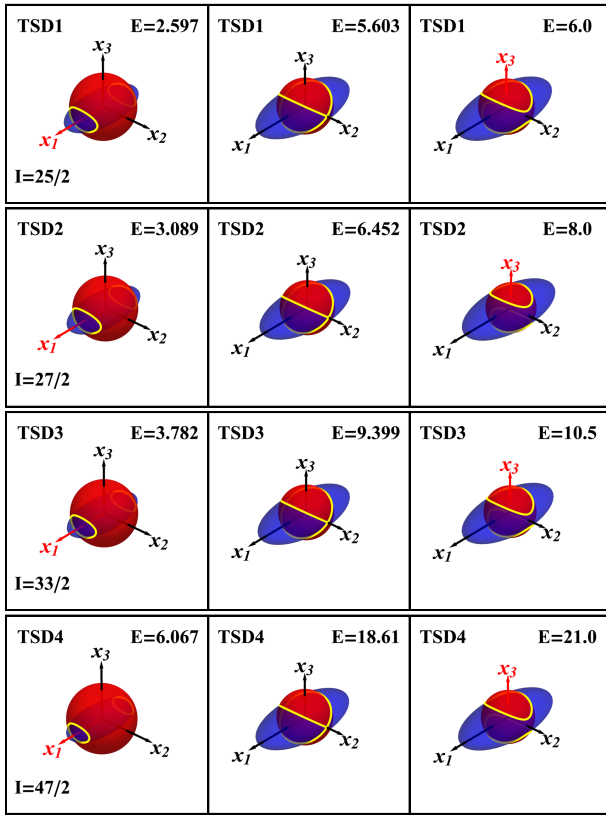 TSD1 E=2.597 TSD1 E=5.603 TSD1 E=6.0
x3 x3 x3
x1 x2 x1 x2 x1 x2
I=25/2
TSD2 E=3.089 TSD2 E=6.452 TSD2 E=8.0
x3 x3 x3
x1 x2 x1 x2 x1 x2
I=27/2
TSD3 E=3.782 TSD3 E=9.399 TSD3 E=10.5
x3 x3 x3
x1 x2 x1 x2 x1 x2
I=33/2
TSD4 E=6.067 TSD4 E=18.61 TSD4 E=21.0
x3 x3 x3
x1 x2 x1 x2 x1 x2
I=47/2